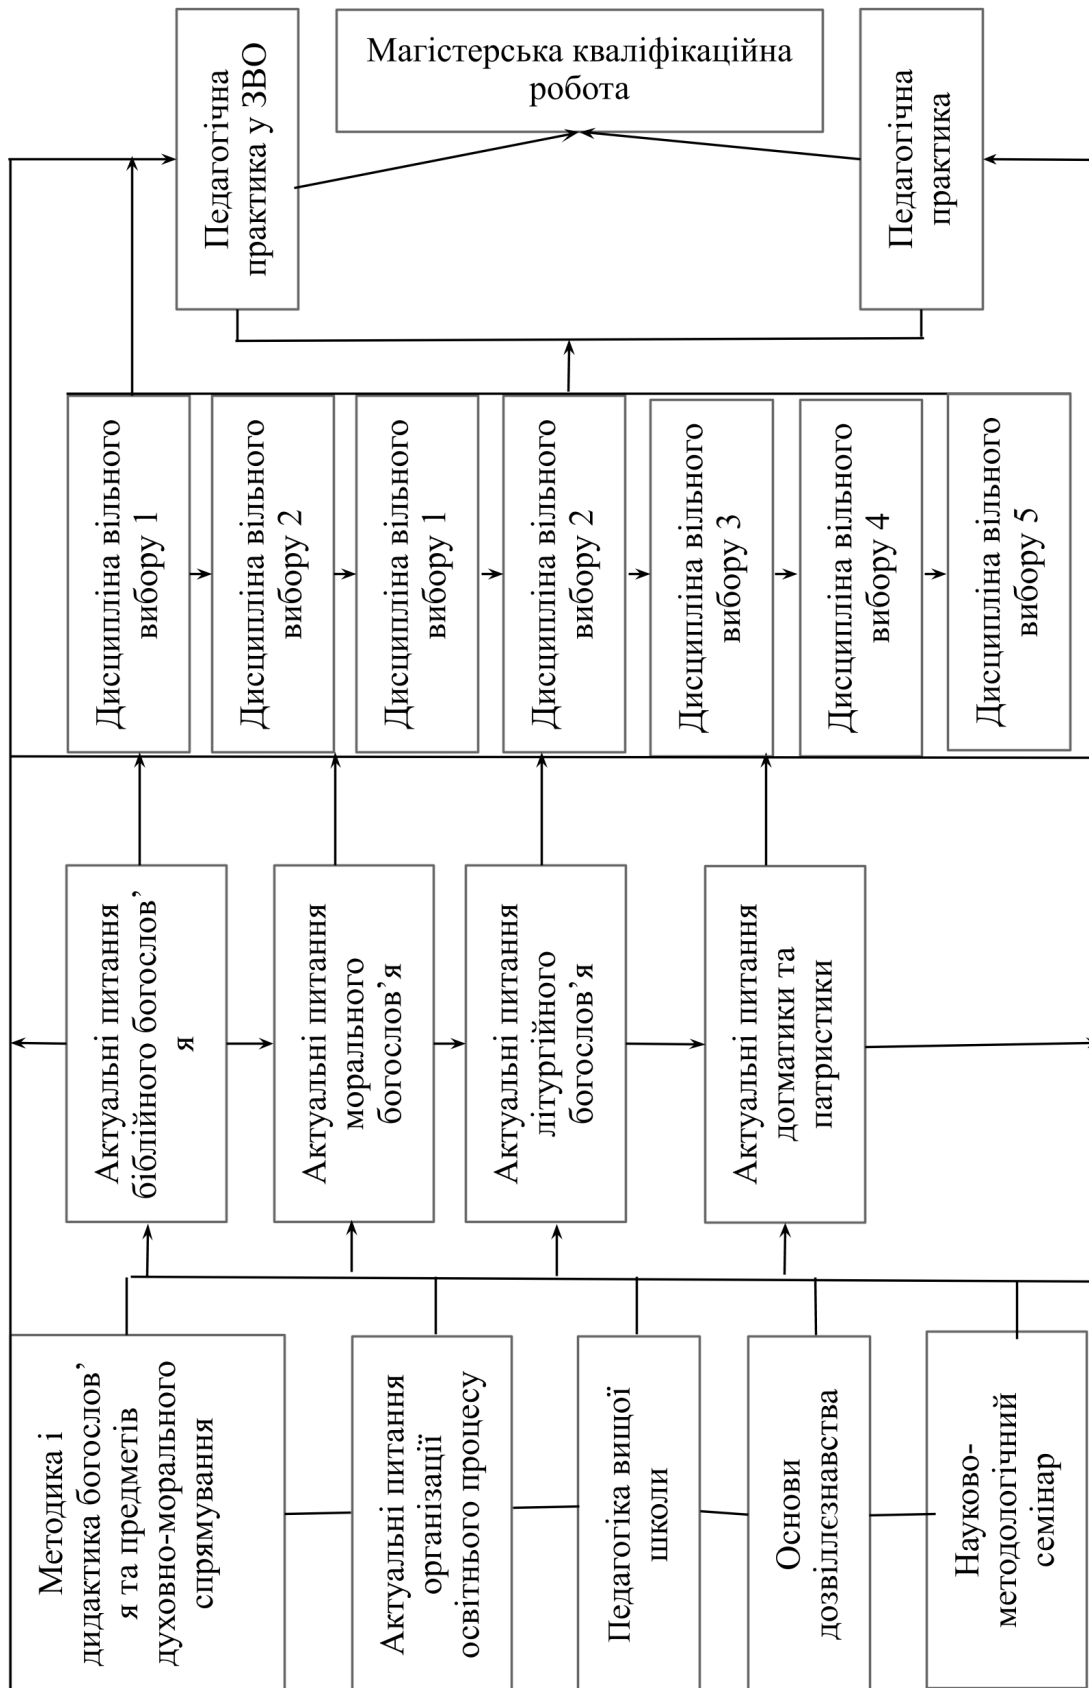 Магістерська кваліфікаційна
робота
Педагогічна
практика у ЗВО
Педагогічна
практика
Дисципліна вільного
вибору 1
Дисципліна вільного
вибору 2
Дисципліна вільного
вибору 1
Дисципліна вільного
вибору 2
Дисципліна вільного
вибору 3
Дисципліна вільного
вибору 4
Дисципліна вільного
вибору 5
Актуальні питання
біблійного богослов’
я
Актуальні питання
морального
богослов’я
Актуальні питання
літургійного
богослов’я
Актуальні питання
догматики та
патристики
Методика і
дидактика богослов’
я та предметів
духовно-морального
спрямування
Актуальні питання
організації
освітнього процесу
Педагогіка вищої
школи
Основи
дозвіллєзнавства
Науково-
методологічний
семінар